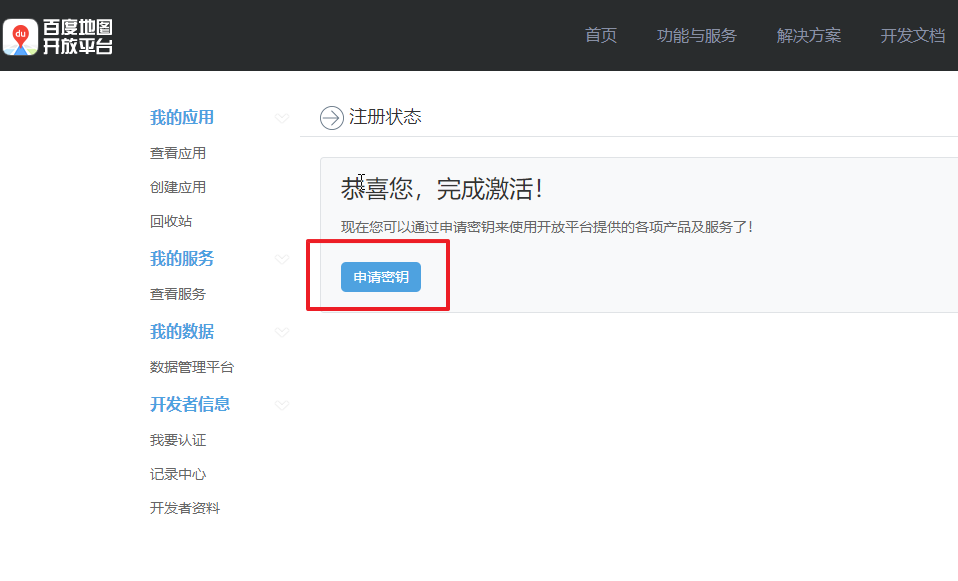 百度地图
开放平台
首页
功能与服务
解决方案
开发文档
我的应用
查看应用
创建应用
回收站
我的服务
查看服务
我的数据
数据管理平台
开发者信息
我要认证
记录中心
开发者资料
注册状态
恭喜您，完成激活！
现在您可以通过申请密钥来使用开放平台提供的各项产品及服务了！
申请密钥
du